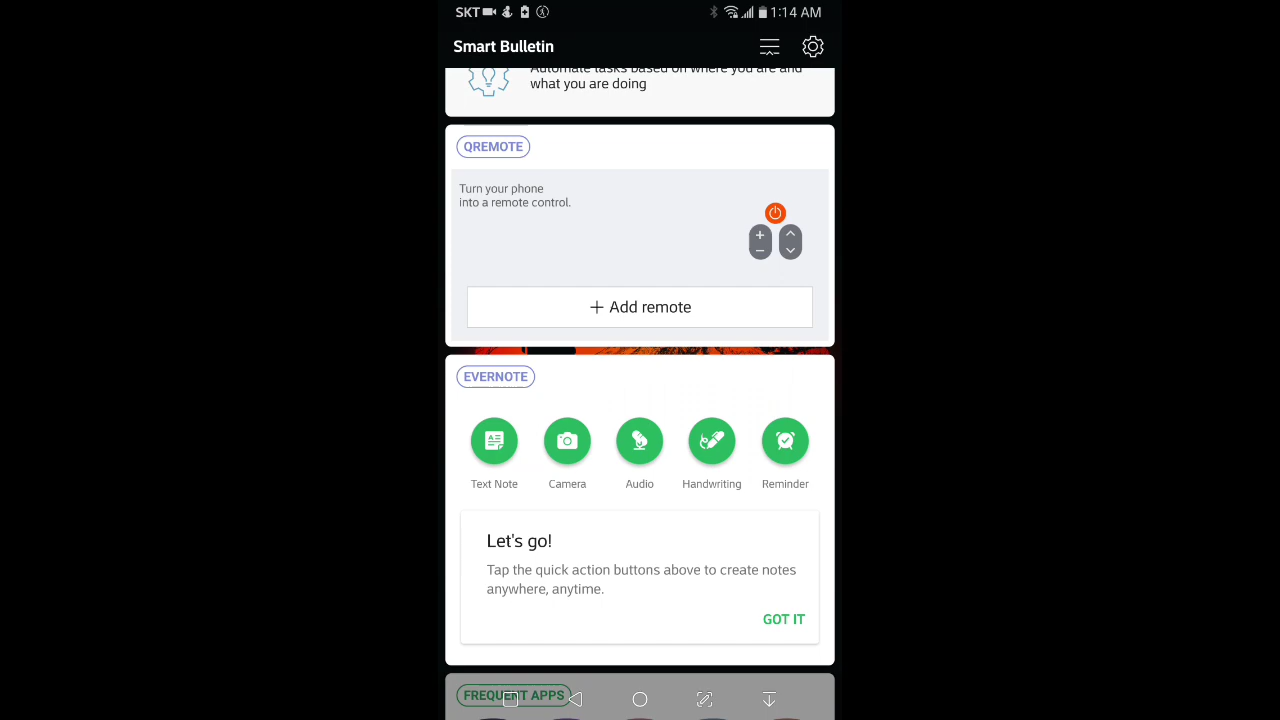 SKT 1:14 AM
Smart Bulletin
Automate tasks based on where you are and
what you are doing
QREMOTE
Turn your phone
into a remote control.
+ Add remote
EVERNOTE
Text Note Camera Audio Handwriting Reminder
Let's go!
Tap the quick action buttons above to create notes
anywhere, anytime.
GOT IT
FREQUENT APPS